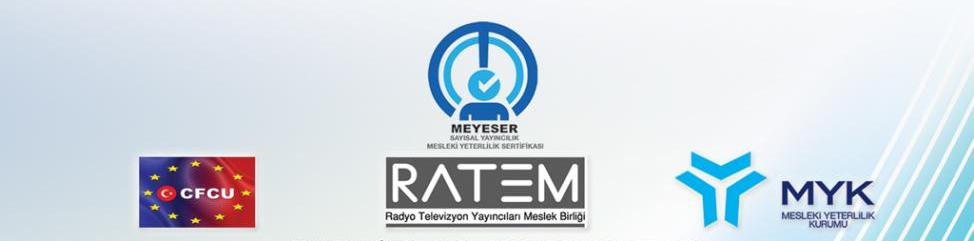 MEYESER
SAYISAL YAYINCILIK
MESLEKİ YETERLİLİK SERTİFİKASI
CFCU
RATEM
Radyo Televizyon Yayıncıları Meslek Birliği
MYK
MESLEKİ YETERLİLİK
KURUMU